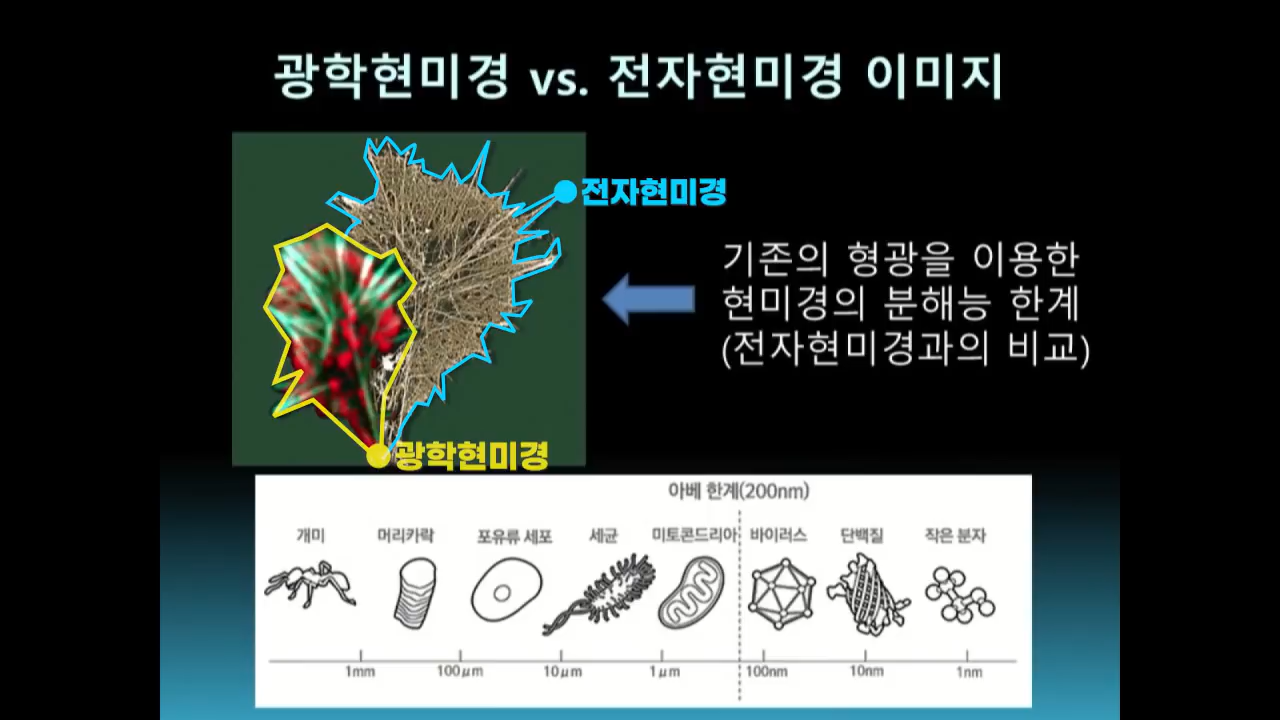 광학현미경 vs. 전자현미경 이미지
전자현미경
기존의 형광을 이용한
현미경의 분해능 한계
(전자현미경과의 비교)
광학현미경
아베 한계(200nm)
개미 머리카락 포유류 세포 세균 미토콘드리아 바이러스 단백질 작은 분자
1mm 100μm 10μm 1μm 100nm 10nm 1nm